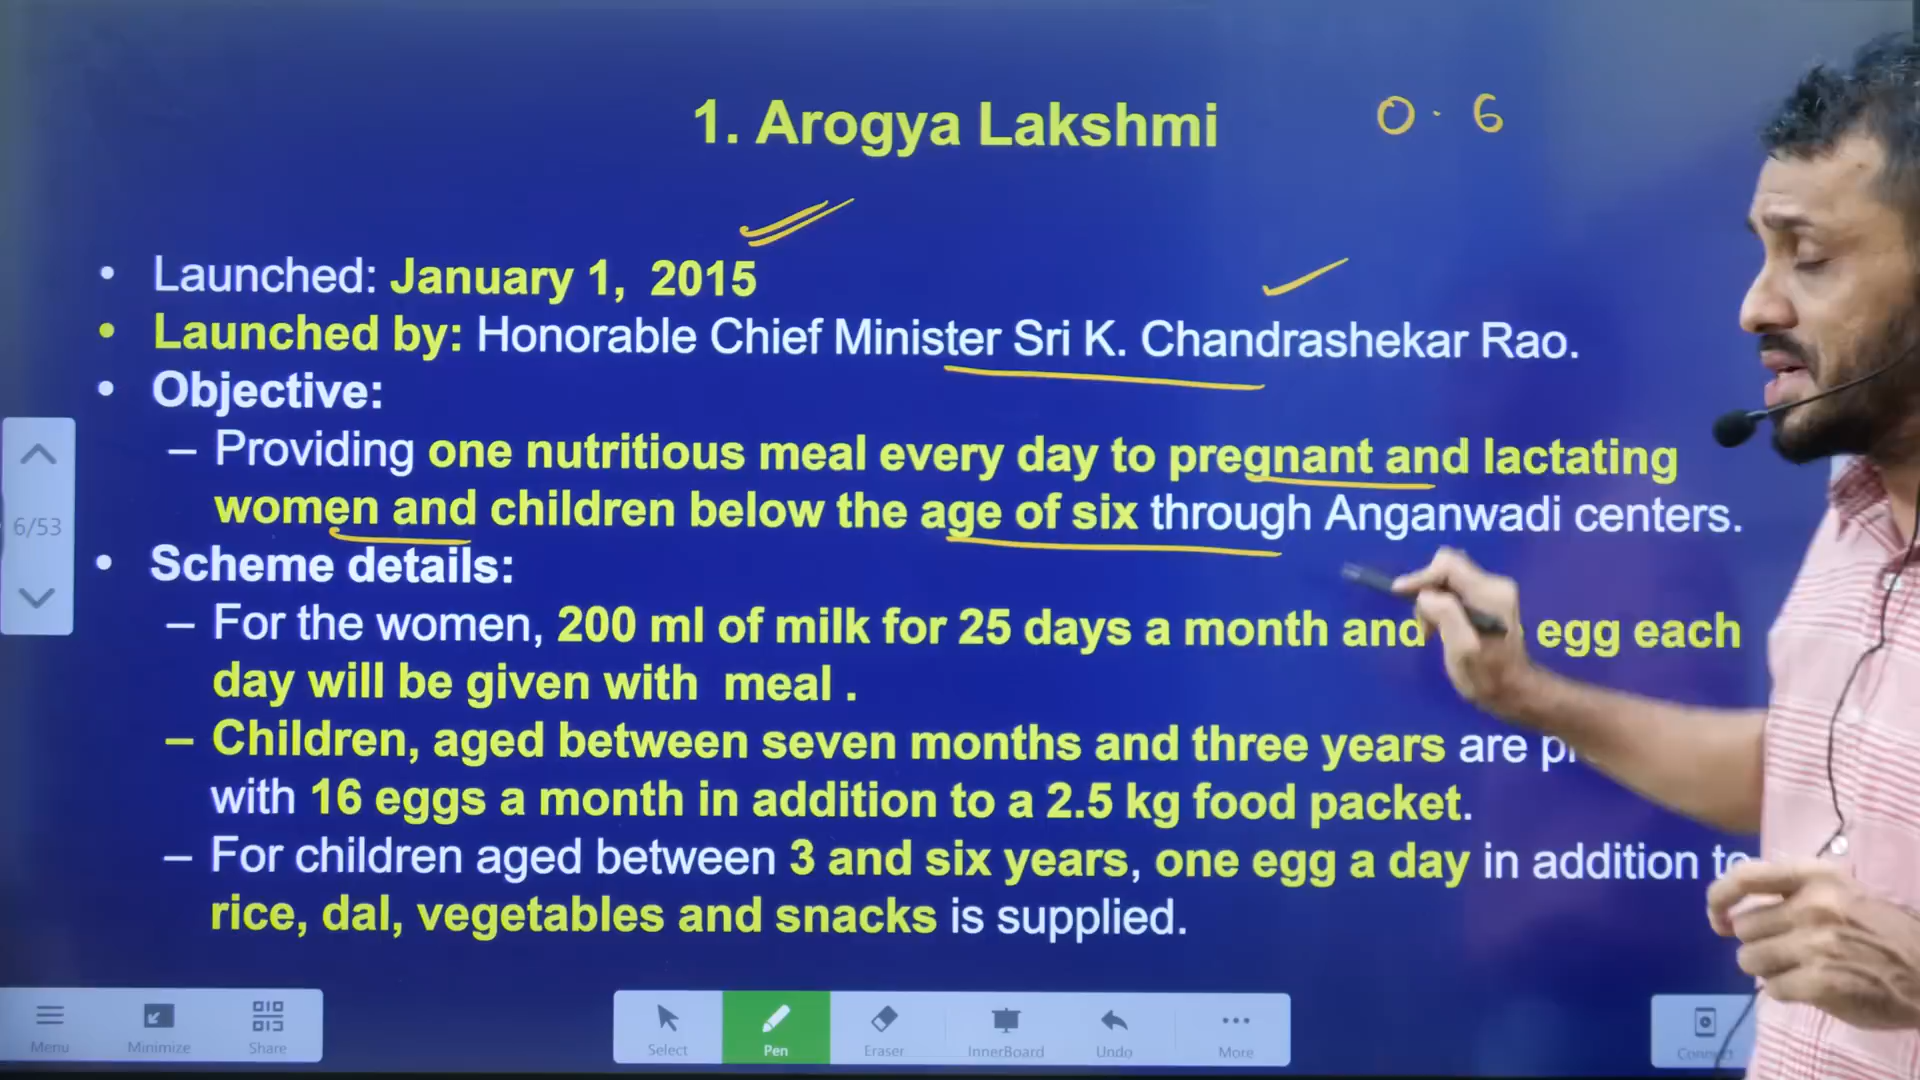 1. Arogya Lakshmi
0 - 6
• Launched: January 1, 2015
• Launched by: Honorable Chief Minister Sri K. Chandrashekar Rao.
• Objective:
– Providing one nutritious meal every day to pregnant and lactating
women and children below the age of six through Anganwadi centers.
• Scheme details:
– For the women, 200 ml of milk for 25 days a month and egg each
day will be given with meal .
– Children, aged between seven months and three years are
with 16 eggs a month in addition to a 2.5 kg food packet.
– For children aged between 3 and six years, one egg a day in addition to
rice, dal, vegetables and snacks is supplied.
6/53
Menu Minimize Share Select Pen Eraser InnerBoard Undo More